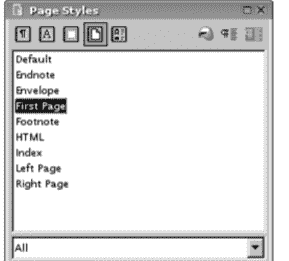 Page Styles
Default
Endnote
Envelope
First Page
Footnote
HTML
Index
Left Page
Right Page
All